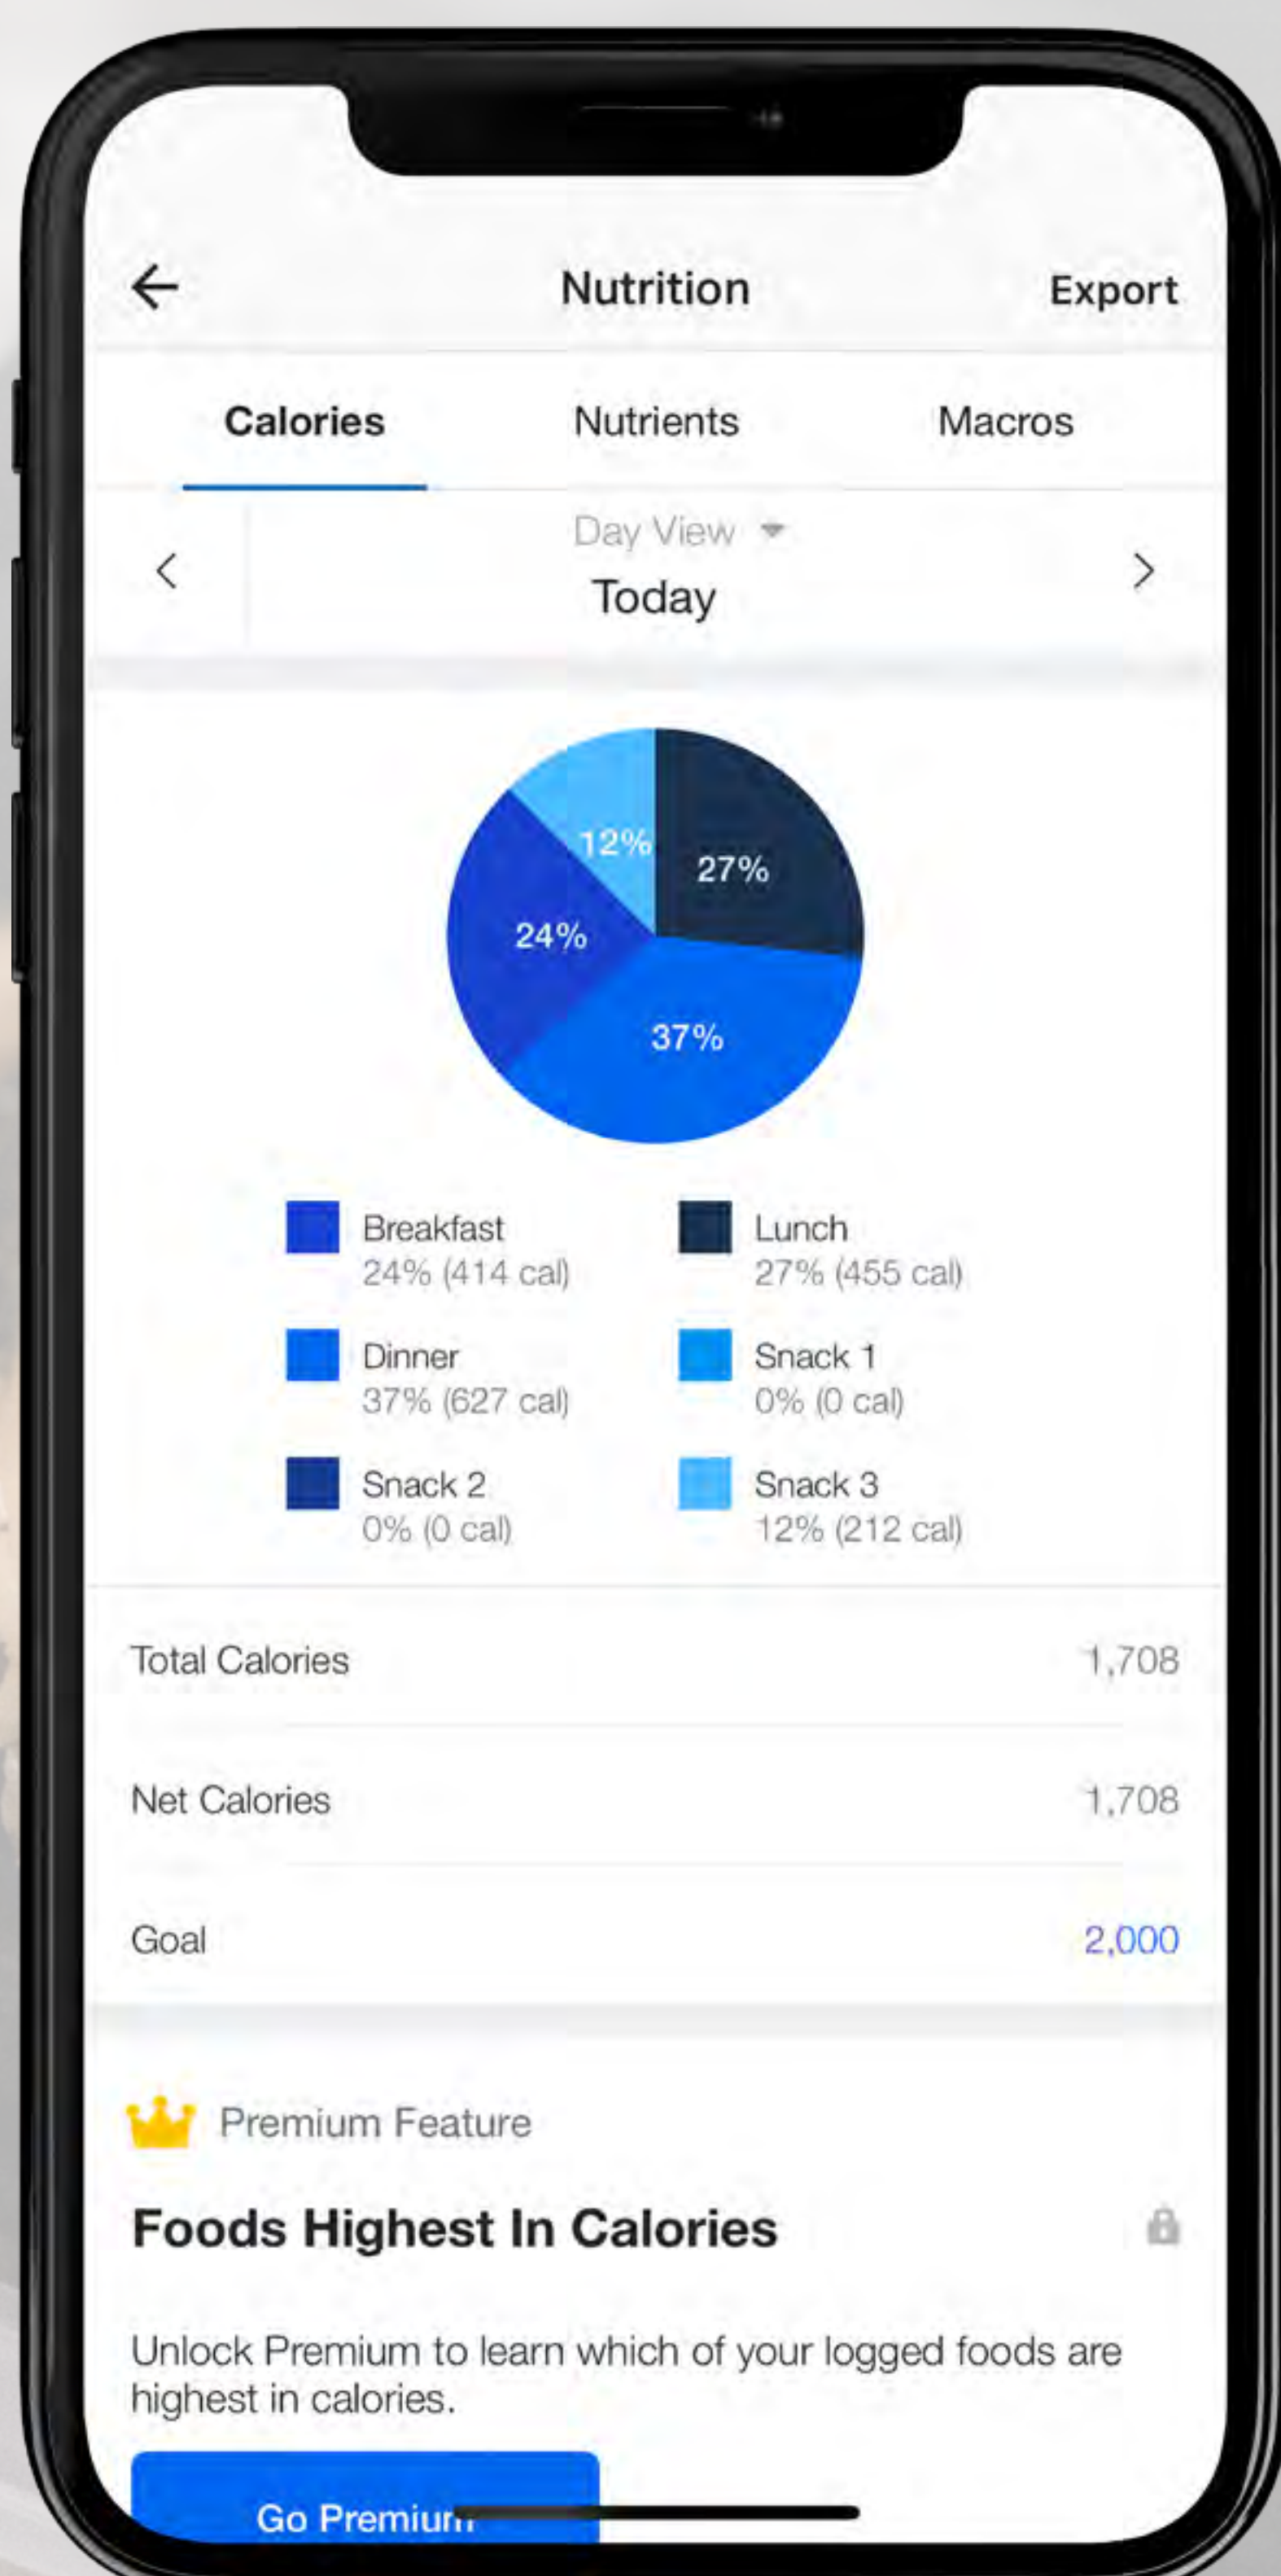 Nutrition
Export
Calories
Nutrients
Macros
Day View
Today
12%
27%
24%
37%
Breakfast
24% (414 cal)
Lunch
27% (455 cal)
Dinner
37% (627 cal)
Snack 1
0% (0 cal)
Snack 2
0% (0 cal)
Snack 3
12% (212 cal)
Total Calories 1,708
Net Calories 1,708
Goal 2,000
Premium Feature
Foods Highest In Calories
Unlock Premium to learn which of your logged foods are
highest in calories.
Go Premium